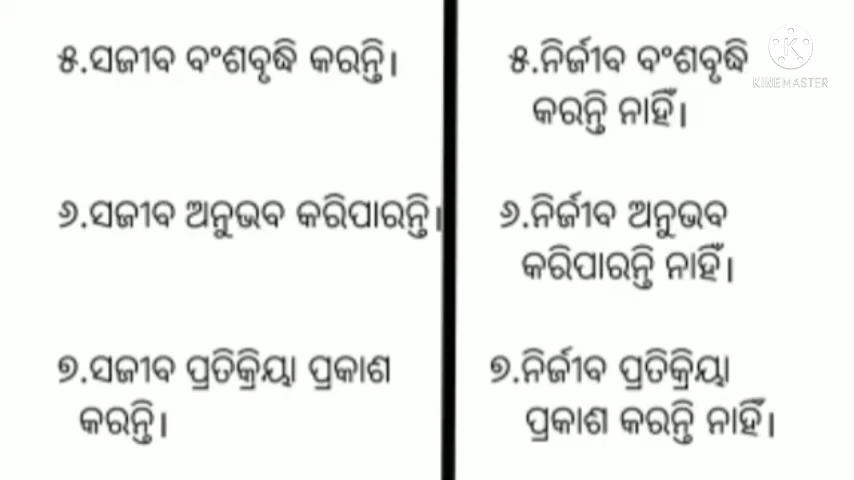 ୫.ସଜୀବ ବଂଶବୃଦ୍ଧି କରନ୍ତି।
୬.ସଜୀବ ଅନୁଭବ କରିପାରନ୍ତି।
୭.ସଜୀବ ପ୍ରତିକ୍ରିୟା ପ୍ରକାଶ
କରନ୍ତି।
୫.ନିର୍ଜୀବ ବଂଶବୃଦ୍ଧି
କରନ୍ତି ନାହିଁ।
୬.ନିର୍ଜୀବ ଅନୁଭବ
କରିପାରନ୍ତି ନାହିଁ।
୭.ନିର୍ଜୀବ ପ୍ରତିକ୍ରିୟା
ପ୍ରକାଶ କରନ୍ତି ନାହିଁ।
KINEMASTER